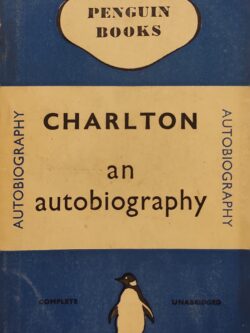 PENGUIN
BOOKS
AUTOBIOGRAPHY
CHARLTON
an
autobiography
AUTOBIOGRAPHY
COMPLETE
UNABRIDGED